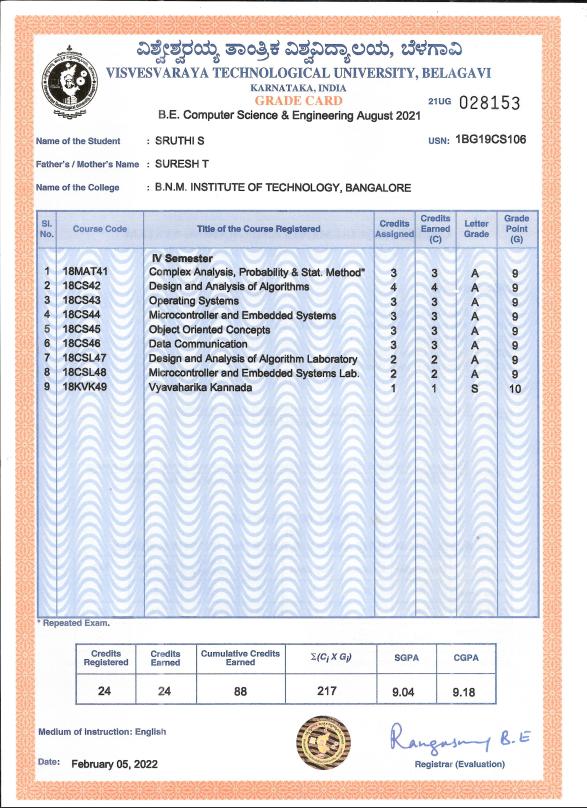 ವಿಶ್ವೇಶ್ವರಯ್ಯ ತಾಂತ್ರಿಕ ವಿಶ್ವವಿದ್ಯಾಲಯ, ಬೆಳಗಾವಿ
VISVESVARAYA TECHNOLOGICAL UNIVERSITY, BELAGAVI
KARNATAKA, INDIA
GRADE CARD 21UG 028153
B.E. Computer Science & Engineering August 2021
Name of the Student : SRUTHI S USN: 1BG19CS106
Father's / Mother's Name : SURESH T
Name of the College : B.N.M. INSTITUTE OF TECHNOLOGY, BANGALORE
Sl. No. Course Code Title of the Course Registered Credits Assigned Credits Earned (C) Letter Grade Grade Point (G)
IV Semester
1 18MAT41 Complex Analysis, Probability & Stat. Method* 3 3 A 9
2 18CS42 Design and Analysis of Algorithms 4 4 A 9
3 18CS43 Operating Systems 3 3 A 9
4 18CS44 Microcontroller and Embedded Systems 3 3 A 9
5 18CS45 Object Oriented Concepts 3 3 A 9
6 18CS46 Data Communication 3 3 A 9
7 18CSL47 Design and Analysis of Algorithm Laboratory 2 2 A 9
8 18CSL48 Microcontroller and Embedded Systems Lab. 2 2 A 9
9 18KVK49 Vyavaharika Kannada 1 1 S 10
* Repeated Exam.
Credits Registered Credits Earned Cumulative Credits Earned Σ(Ci X Gi) SGPA CGPA
24 24 88 217 9.04 9.18
Medium of Instruction: English
Rangaswamy B.E
Date: February 05, 2022 Registrar (Evaluation)